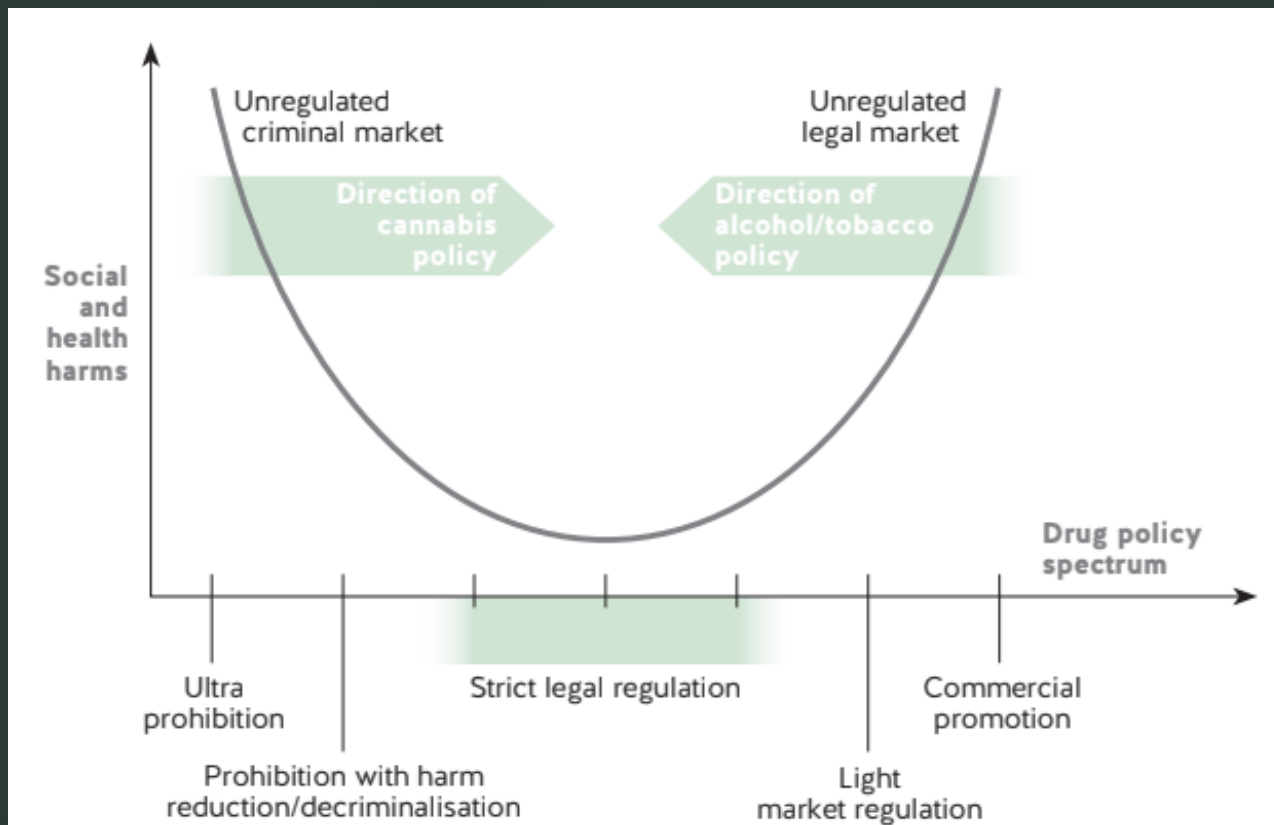 Unregulated
criminal market
Unregulated
legal market
Direction of
cannabis
policy
Direction of
alcohol/tobacco
policy
Social
and
health
harms
Drug policy
spectrum
Ultra
prohibition
Strict legal regulation
Commercial
promotion
Prohibition with harm
reduction/decriminalisation
Light
market regulation